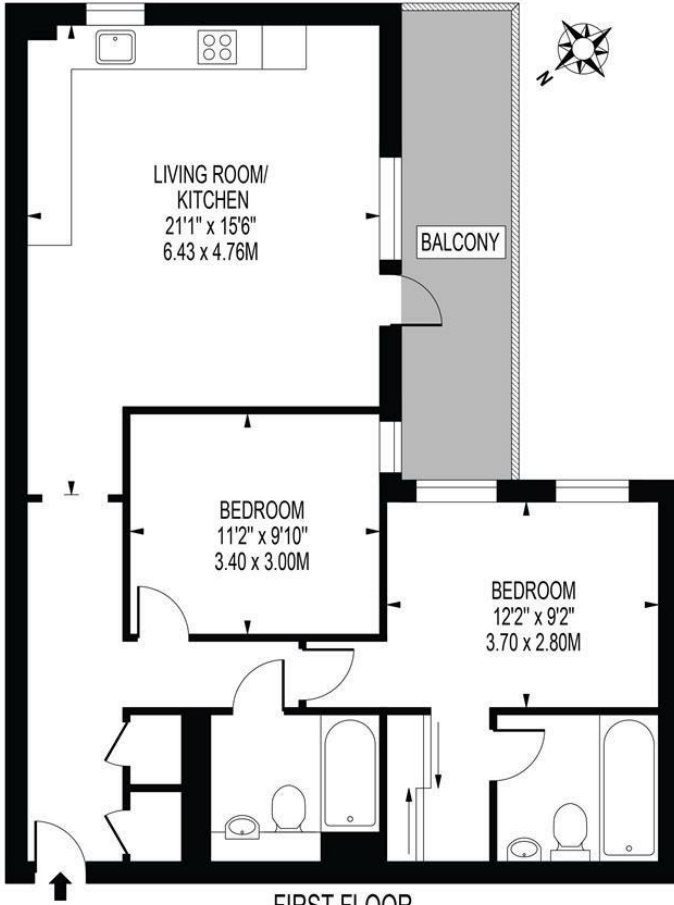 N
LIVING ROOM/
KITCHEN
21'1" x 15'6"
6.43 x 4.76M
BALCONY
BEDROOM
11'2" x 9'10"
3.40 x 3.00M
BEDROOM
12'2" x 9'2"
3.70 x 2.80M
FIRST FLOOR